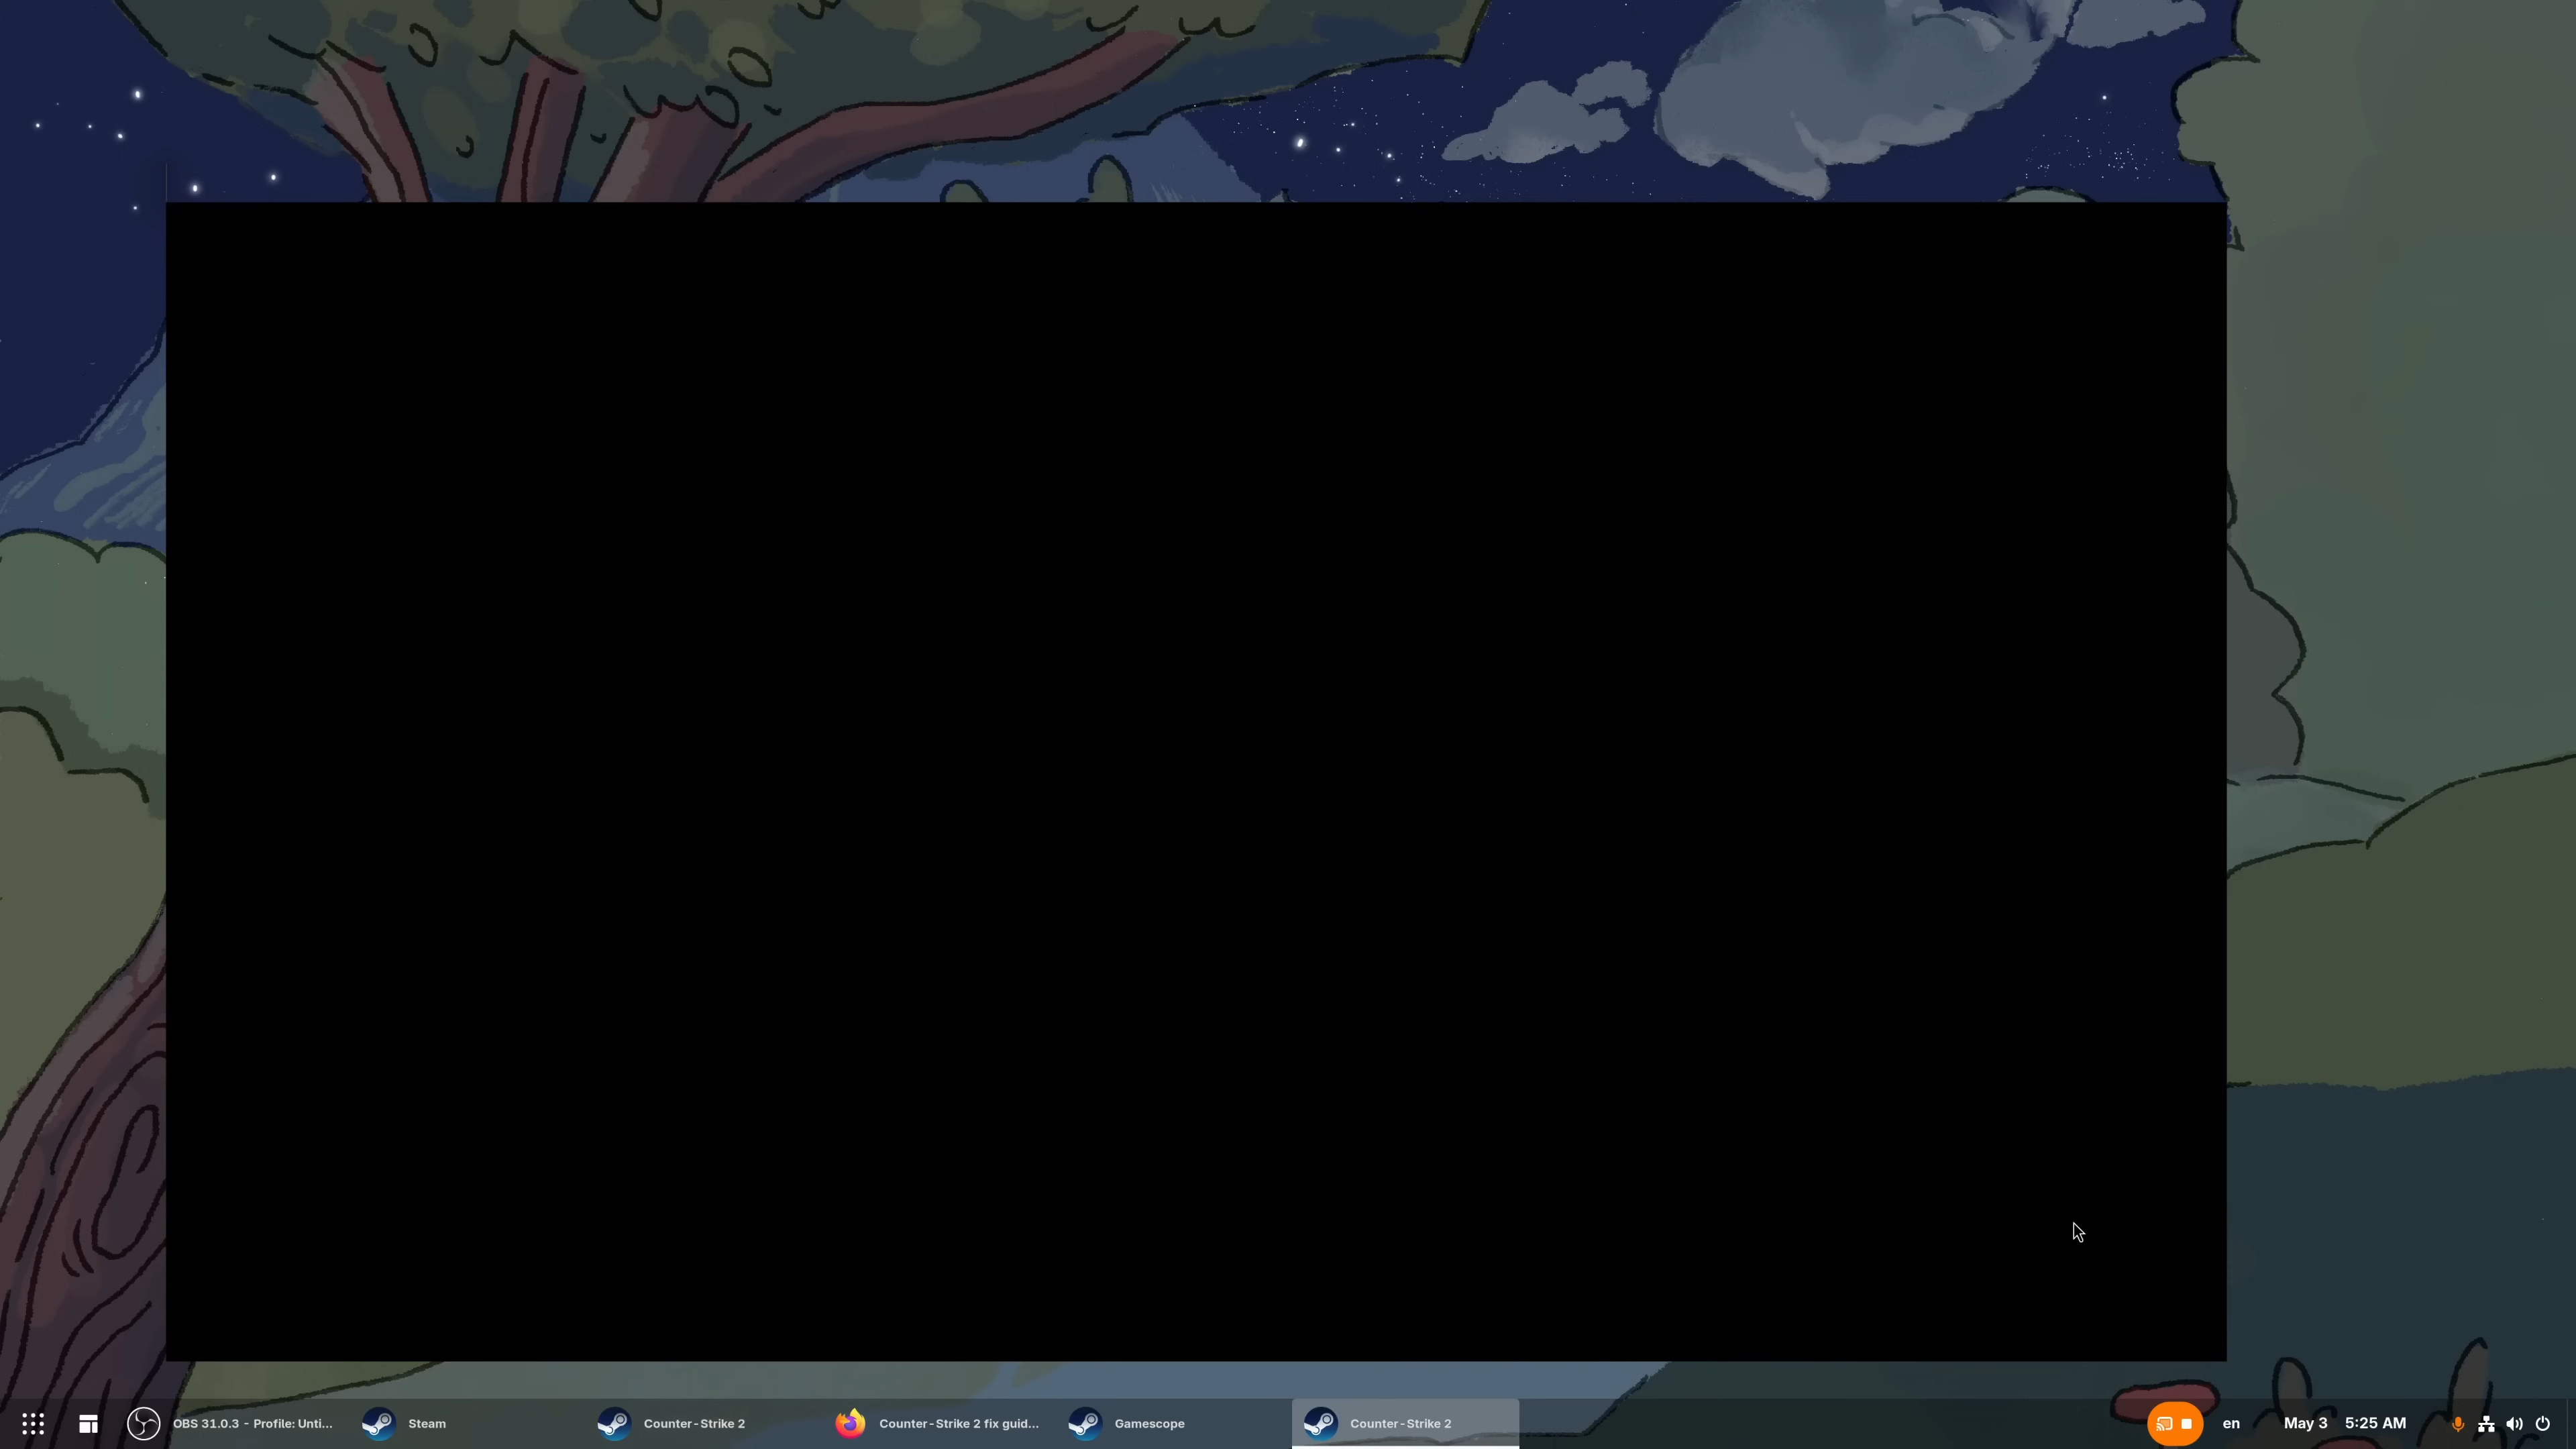 OBS 31.0.3 - Profile: Unti...
Steam
Counter-Strike 2
Counter-Strike 2 fix guid...
Gamescope
Counter-Strike 2
en
May 3
5:25 AM